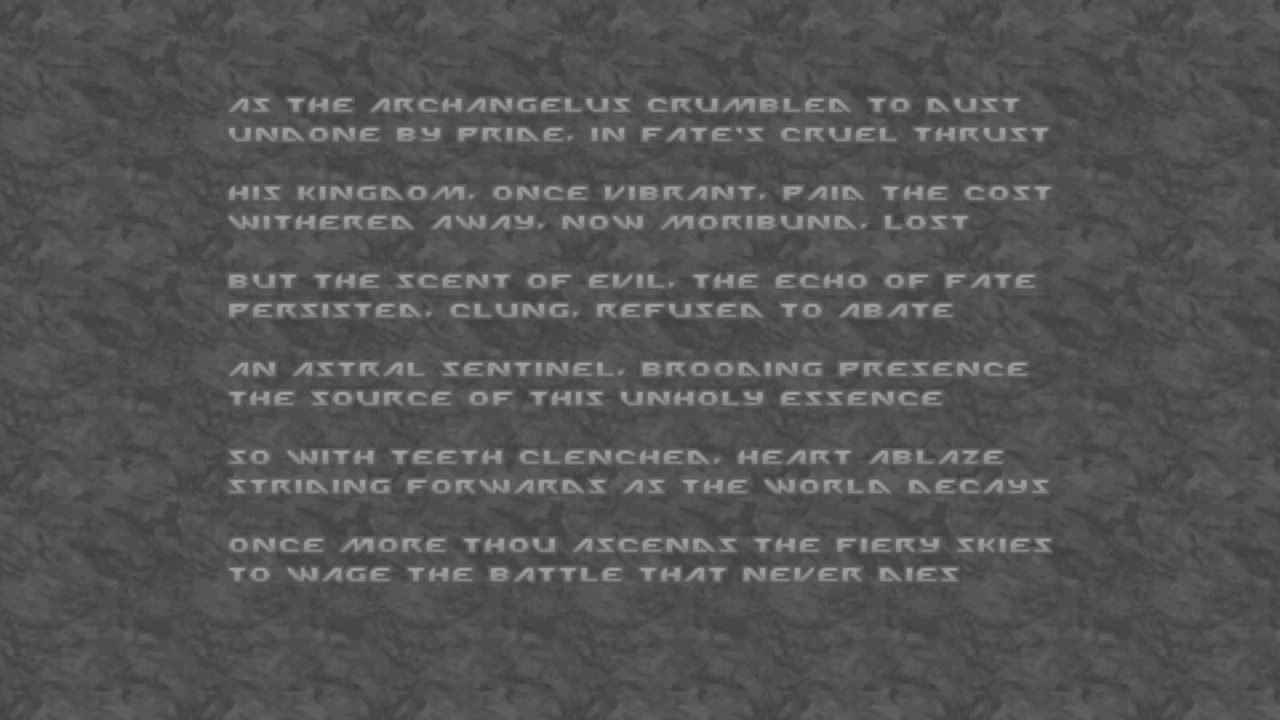 AS THE ARCHANGELUS CRUMBLED TO DUST
UNDONE BY PRIDE, IN FATE'S CRUEL THRUST
HIS KINGDOM, ONCE VIBRANT, PAID THE COST
WITHERED AWAY, NOW MORIBUND, LOST
BUT THE SCENT OF EVIL, THE ECHO OF FATE
PERSISTED, CLUNG, REFUSED TO ABATE
AN ASTRAL SENTINEL, BROODING PRESENCE
THE SOURCE OF THIS UNHOLY ESSENCE
SO WITH TEETH CLENCHED, HEART ABLAZE
STRIDING FORWARDS AS THE WORLD DECAYS
ONCE MORE THOU ASCENDS THE FIERY SKIES
TO WAGE THE BATTLE THAT NEVER DIES